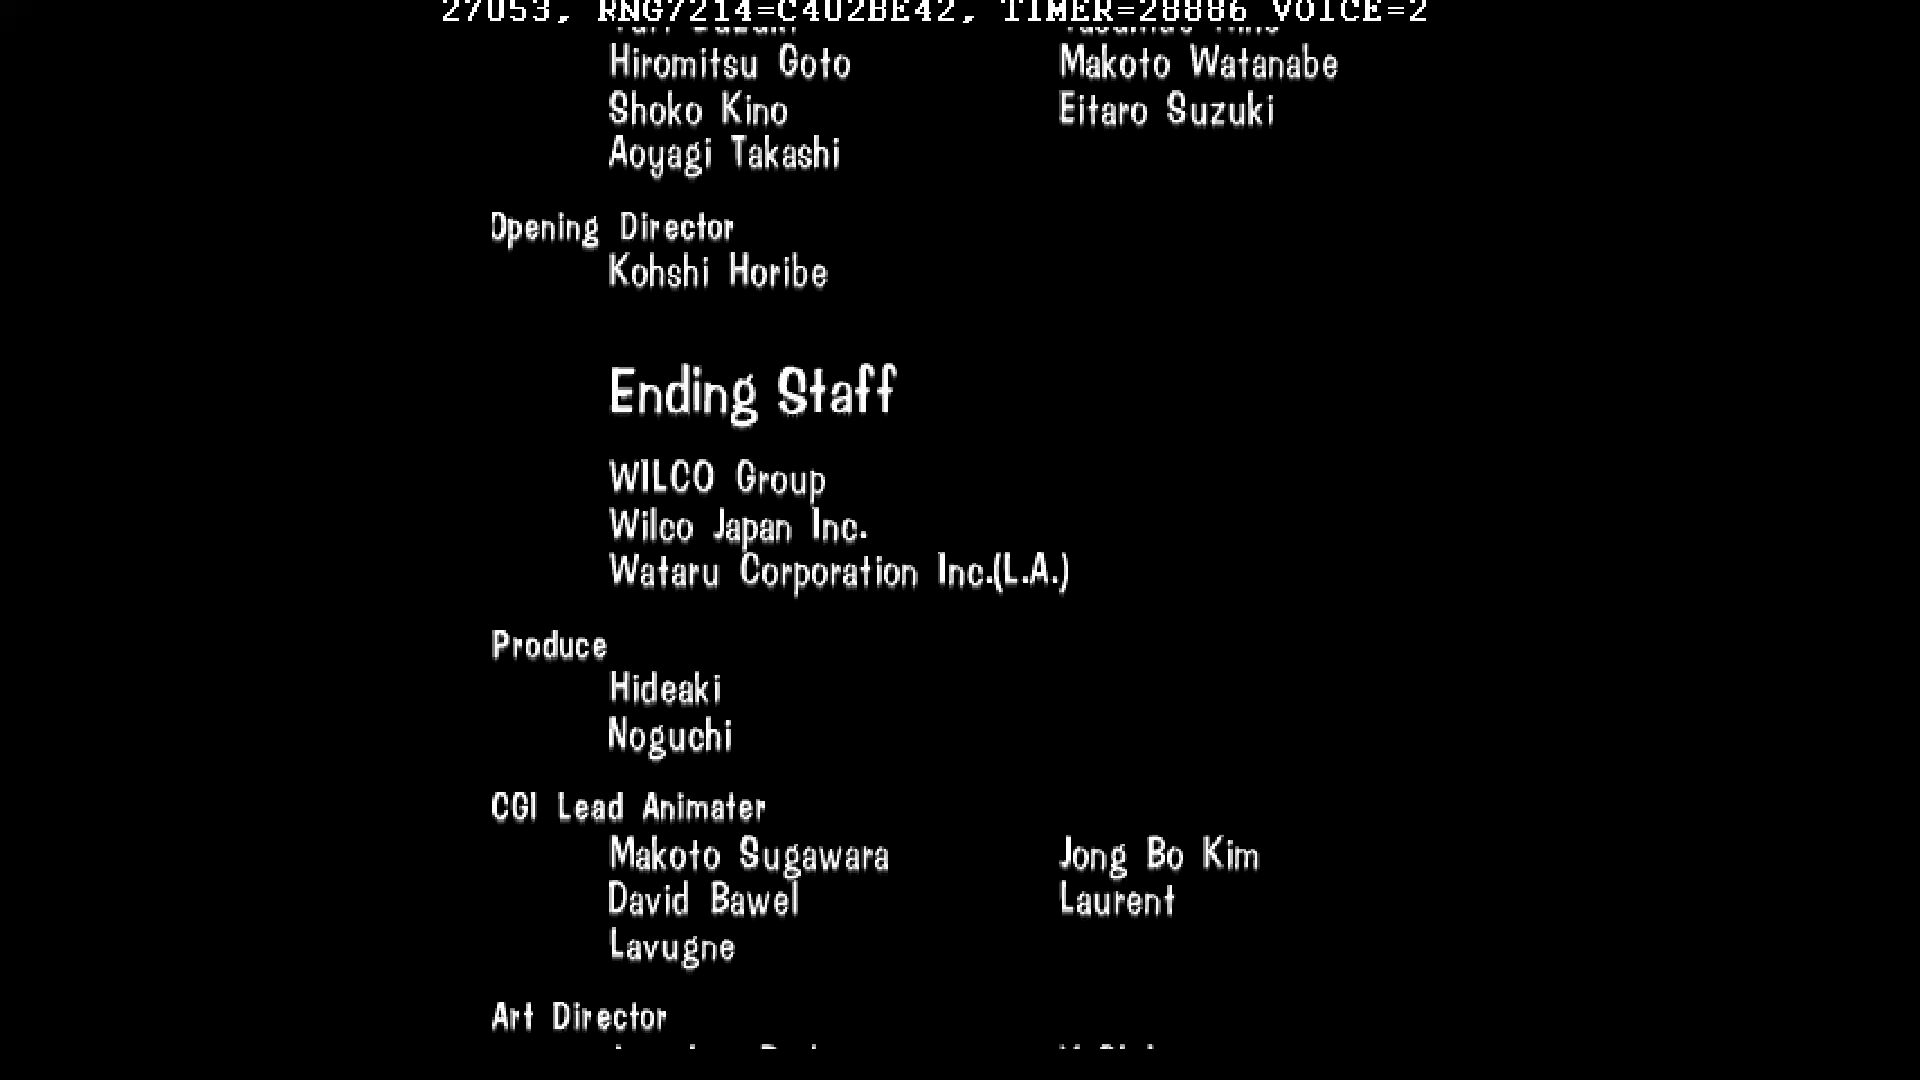 27053, RNG7214=C402BE42, TIMER=28886 VOICE=2
Hiromitsu Goto Makoto Watanabe
Shoko Kino Eitaro Suzuki
Aoyagi Takashi
Opening Director
Kohshi Horibe
Ending Staff
WILCO Group
Wilco Japan Inc.
Wataru Corporation Inc.(L.A.)
Produce
Hideaki
Noguchi
CGI Lead Animater
Makoto Sugawara Jong Bo Kim
David Bawel Laurent
Lavugne
Art Director